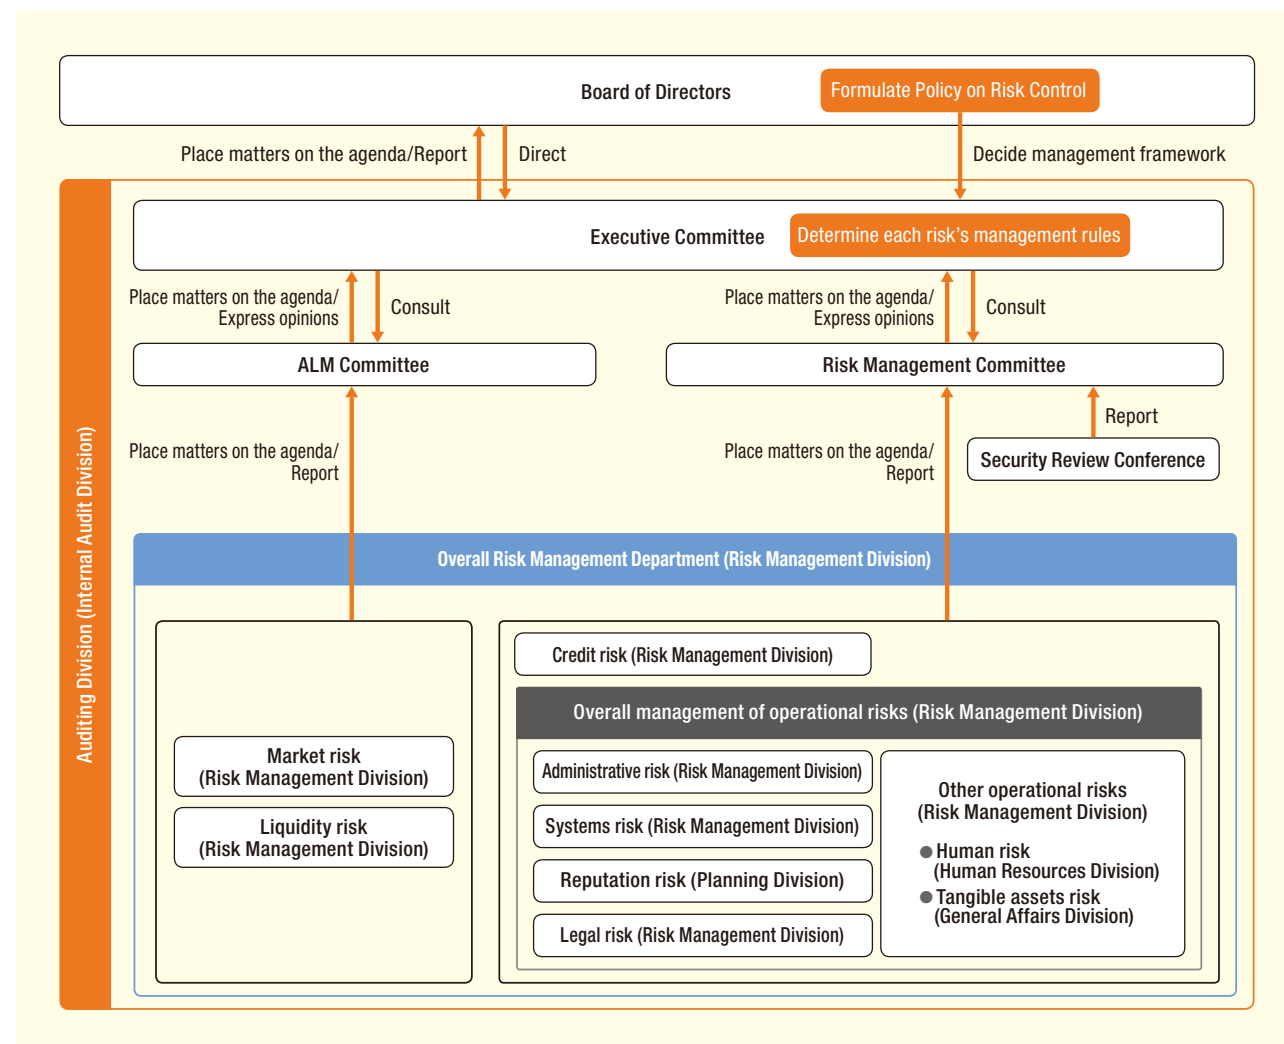 Board of Directors
Formulate Policy on Risk Control
Place matters on the agenda/Report
Direct
Decide management framework
Auditing Division (Internal Audit Division)
Executive Committee
Determine each risk's management rules
Place matters on the agenda/
Express opinions
Consult
Place matters on the agenda/
Express opinions
Consult
ALM Committee
Risk Management Committee
Place matters on the agenda/
Report
Place matters on the agenda/
Report
Report
Security Review Conference
Overall Risk Management Department (Risk Management Division)
Market risk
(Risk Management Division)
Liquidity risk
(Risk Management Division)
Credit risk (Risk Management Division)
Overall management of operational risks (Risk Management Division)
Administrative risk (Risk Management Division)
Systems risk (Risk Management Division)
Reputation risk (Planning Division)
Legal risk (Risk Management Division)
Other operational risks
(Risk Management Division)
● Human risk
(Human Resources Division)
● Tangible assets risk
(General Affairs Division)